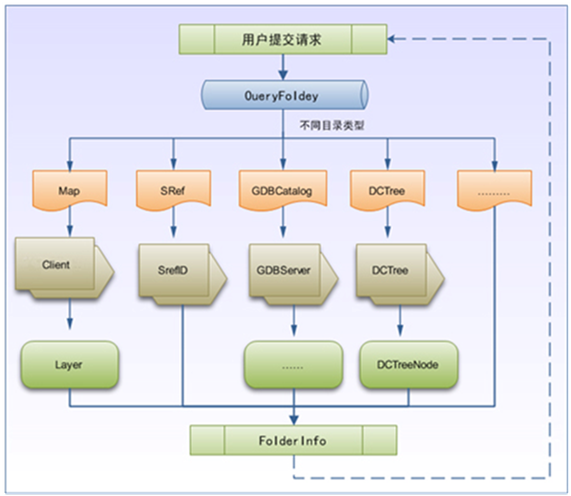 用户提交请求
QueryFoldey
不同目录类型
Map
SRef
GDBCatalog
DCTree
.........
Client
SrefID
GDBServer
DCTree
Layer
......
DCTreeNode
FolderInfo